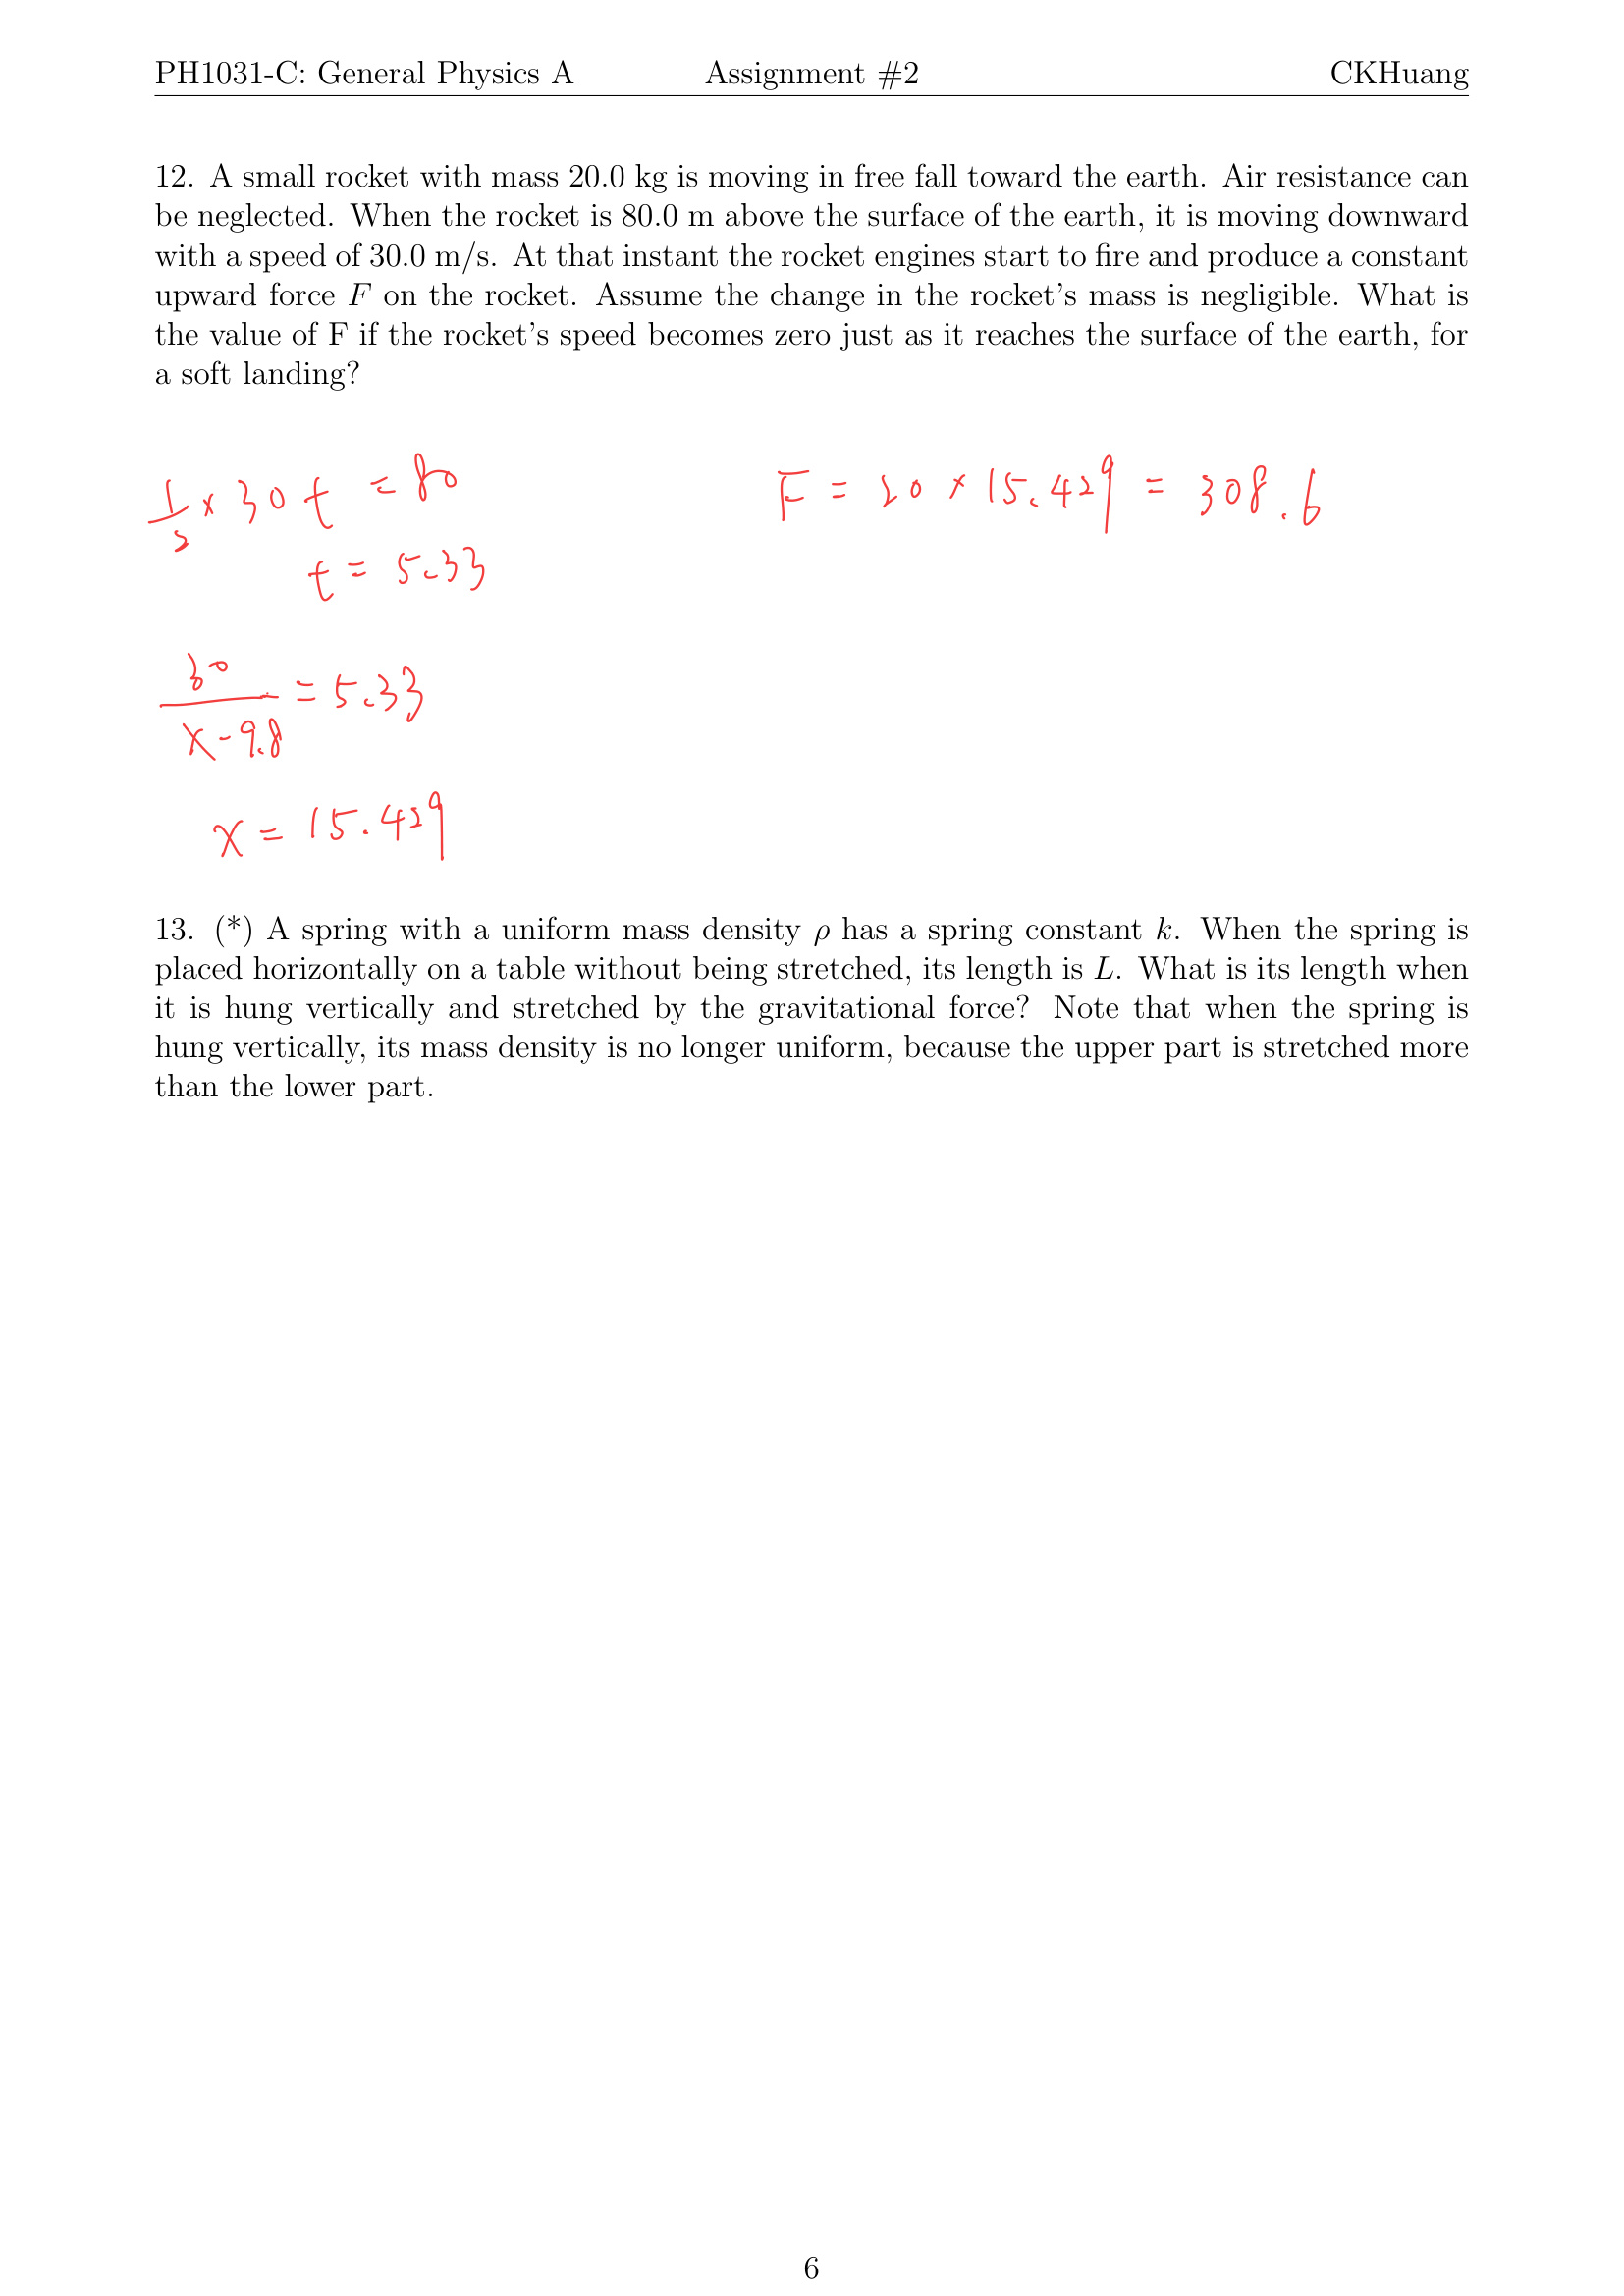 PH1031-C: General Physics A Assignment #2 CKHuang
12. A small rocket with mass 20.0 kg is moving in free fall toward the earth. Air resistance can
be neglected. When the rocket is 80.0 m above the surface of the earth, it is moving downward
with a speed of 30.0 m/s. At that instant the rocket engines start to fire and produce a constant
upward force F on the rocket. Assume the change in the rocket's mass is negligible. What is
the value of F if the rocket's speed becomes zero just as it reaches the surface of the earth, for
a soft landing?
1/2 × 30 t = 80
t = 5.33
30/(x-9.8) = 5.33
x = 15.429
F = 20 × 15.429 = 308.6
13. (*) A spring with a uniform mass density ρ has a spring constant k. When the spring is
placed horizontally on a table without being stretched, its length is L. What is its length when
it is hung vertically and stretched by the gravitational force? Note that when the spring is
hung vertically, its mass density is no longer uniform, because the upper part is stretched more
than the lower part.
6